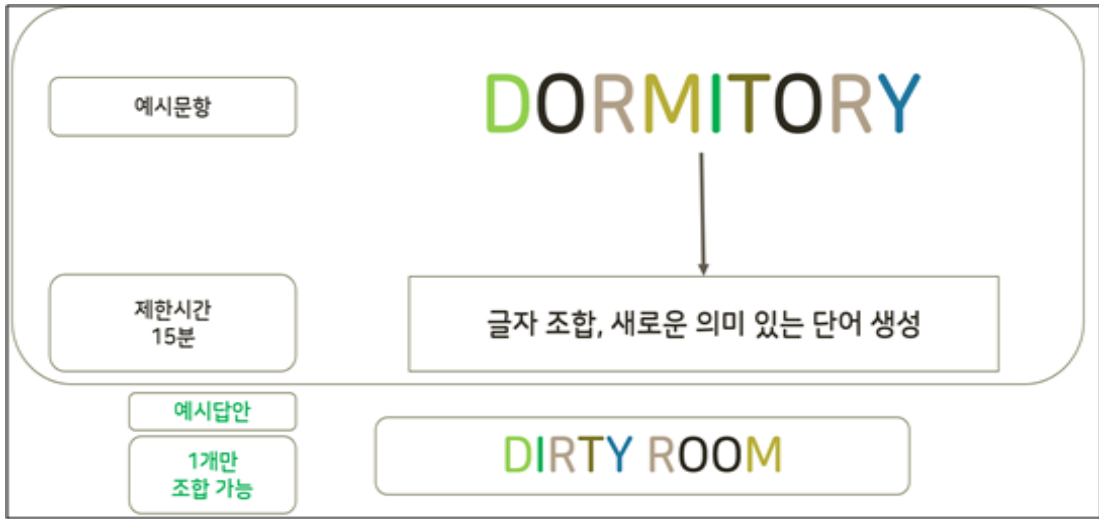 예시문항
DORMITORY
제한시간
15분
글자 조합, 새로운 의미 있는 단어 생성
예시답안
1개만
조합 가능
DIRTY ROOM